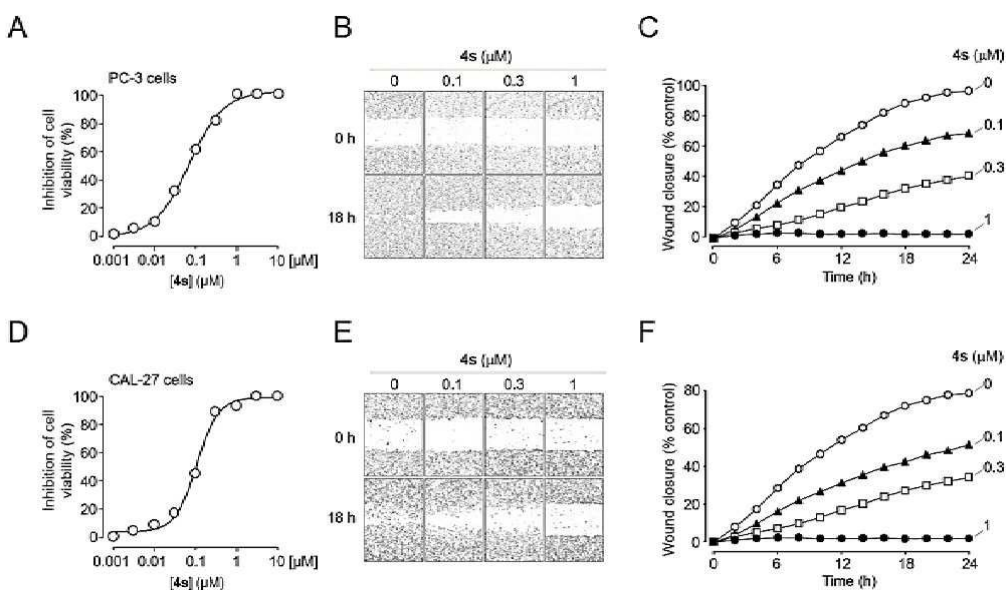 A
PC-3 cells
Inhibition of cell
viability (%)
100
80
60
40
20
0
0.001 0.01 0.1 1 10 [µM]
[4s] (µM)
B
4s (µM)
0 0.1 0.3 1
0 h
18 h
C
4s (µM)
Wound closure (% control)
100
80
60
40
20
0
0
0.1
0.3
1
0 6 12 18 24
Time (h)
D
CAL-27 cells
Inhibition of cell
viability (%)
100
80
60
40
20
0
0.001 0.01 0.1 1 10 [µM]
[4s] (µM)
E
4s (µM)
0 0.1 0.3 1
0 h
18 h
F
4s (µM)
Wound closure (% control)
80
60
40
20
0
0
0.1
0.3
1
0 6 12 18 24
Time (h)